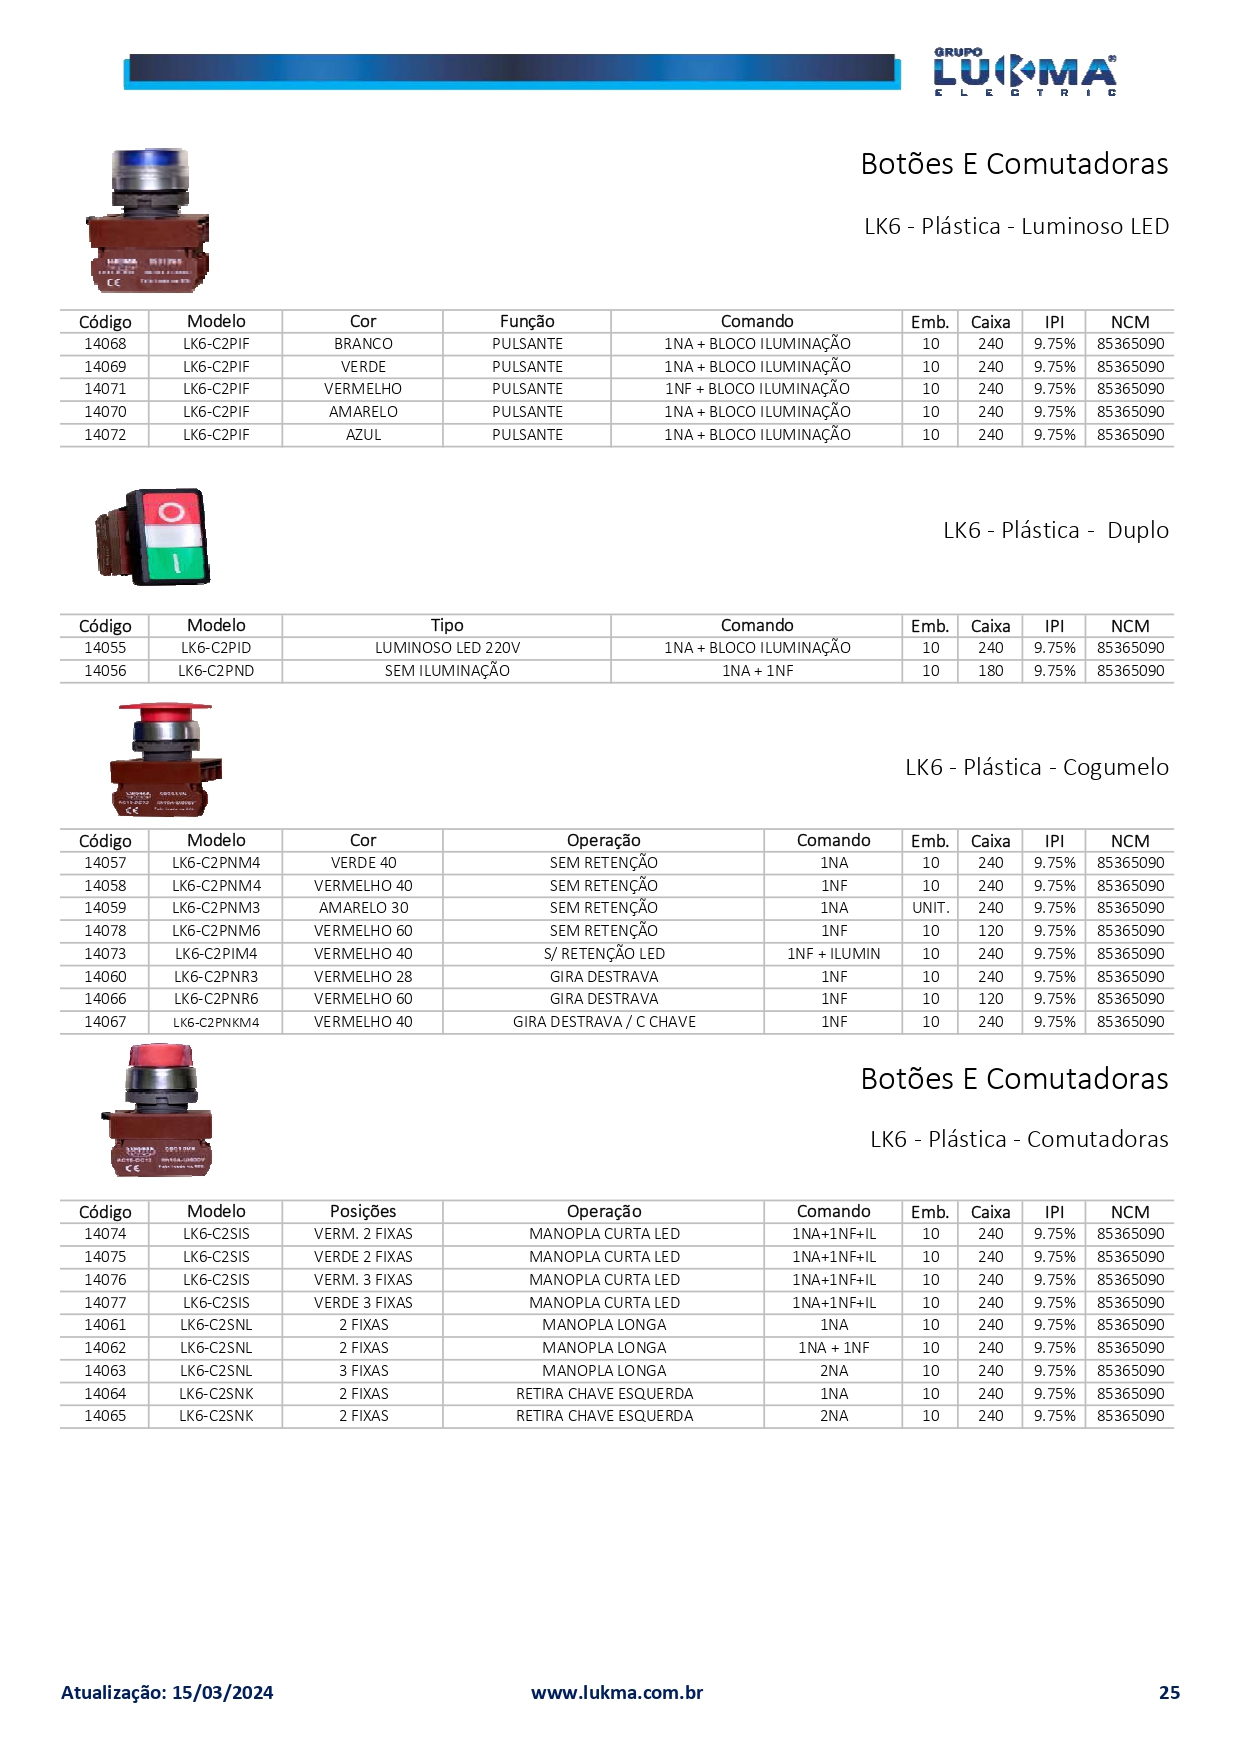 GRUPO
LUKMA
ELECTRIC
Botões E Comutadoras
LK6 - Plástica - Luminoso LED
LUKMA
CE
Código Modelo Cor Função Comando Emb. Caixa IPI NCM
14068 LK6-C2PIF BRANCO PULSANTE 1NA + BLOCO ILUMINAÇÃO 10 240 9.75% 85365090
14069 LK6-C2PIF VERDE PULSANTE 1NA + BLOCO ILUMINAÇÃO 10 240 9.75% 85365090
14071 LK6-C2PIF VERMELHO PULSANTE 1NF + BLOCO ILUMINAÇÃO 10 240 9.75% 85365090
14070 LK6-C2PIF AMARELO PULSANTE 1NA + BLOCO ILUMINAÇÃO 10 240 9.75% 85365090
14072 LK6-C2PIF AZUL PULSANTE 1NA + BLOCO ILUMINAÇÃO 10 240 9.75% 85365090
O
I
LK6 - Plástica - Duplo
Código Modelo Tipo Comando Emb. Caixa IPI NCM
14055 LK6-C2PID LUMINOSO LED 220V 1NA + BLOCO ILUMINAÇÃO 10 240 9.75% 85365090
14056 LK6-C2PND SEM ILUMINAÇÃO 1NA + 1NF 10 180 9.75% 85365090
LK6 - Plástica - Cogumelo
LUKMA
CE
Código Modelo Cor Operação Comando Emb. Caixa IPI NCM
14057 LK6-C2PNM4 VERDE 40 SEM RETENÇÃO 1NA 10 240 9.75% 85365090
14058 LK6-C2PNM4 VERMELHO 40 SEM RETENÇÃO 1NF 10 240 9.75% 85365090
14059 LK6-C2PNM3 AMARELO 30 SEM RETENÇÃO 1NA UNIT. 240 9.75% 85365090
14078 LK6-C2PNM6 VERMELHO 60 SEM RETENÇÃO 1NF 10 120 9.75% 85365090
14073 LK6-C2PIM4 VERMELHO 40 S/ RETENÇÃO LED 1NF + ILUMIN 10 240 9.75% 85365090
14060 LK6-C2PNR3 VERMELHO 28 GIRA DESTRAVA 1NF 10 240 9.75% 85365090
14066 LK6-C2PNR6 VERMELHO 60 GIRA DESTRAVA 1NF 10 120 9.75% 85365090
14067 LK6-C2PNKM4 VERMELHO 40 GIRA DESTRAVA / C CHAVE 1NF 10 240 9.75% 85365090
Botões E Comutadoras
LK6 - Plástica - Comutadoras
LUKMA
CE
Código Modelo Posições Operação Comando Emb. Caixa IPI NCM
14074 LK6-C2SIS VERM. 2 FIXAS MANOPLA CURTA LED 1NA+1NF+IL 10 240 9.75% 85365090
14075 LK6-C2SIS VERDE 2 FIXAS MANOPLA CURTA LED 1NA+1NF+IL 10 240 9.75% 85365090
14076 LK6-C2SIS VERM. 3 FIXAS MANOPLA CURTA LED 1NA+1NF+IL 10 240 9.75% 85365090
14077 LK6-C2SIS VERDE 3 FIXAS MANOPLA CURTA LED 1NA+1NF+IL 10 240 9.75% 85365090
14061 LK6-C2SNL 2 FIXAS MANOPLA LONGA 1NA 10 240 9.75% 85365090
14062 LK6-C2SNL 2 FIXAS MANOPLA LONGA 1NA + 1NF 10 240 9.75% 85365090
14063 LK6-C2SNL 3 FIXAS MANOPLA LONGA 2NA 10 240 9.75% 85365090
14064 LK6-C2SNK 2 FIXAS RETIRA CHAVE ESQUERDA 1NA 10 240 9.75% 85365090
14065 LK6-C2SNK 2 FIXAS RETIRA CHAVE ESQUERDA 2NA 10 240 9.75% 85365090
Atualização: 15/03/2024 www.lukma.com.br 25